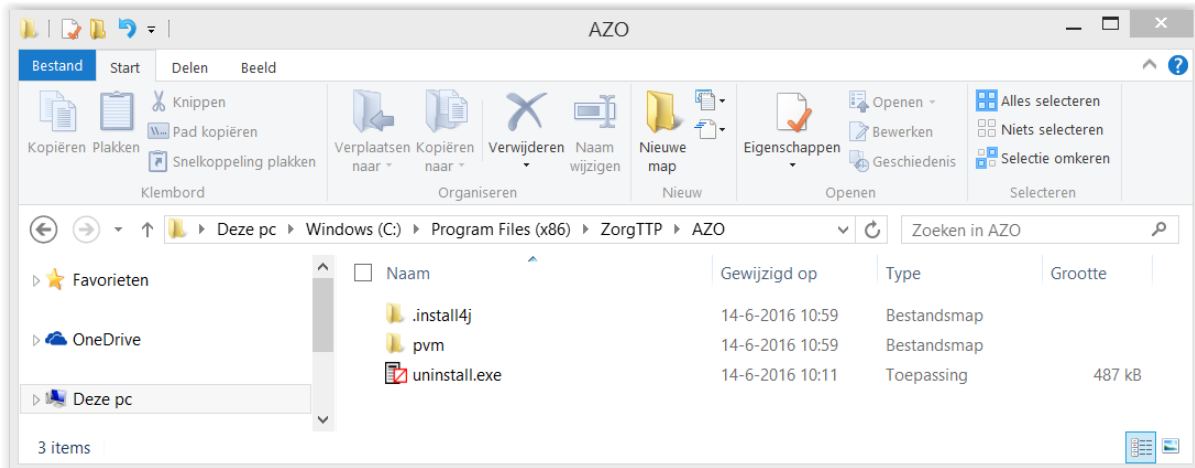 AZO
Bestand Start Delen Beeld
Kopiëren Plakken Knippen Pad kopiëren Snelkoppeling plakken
Klembord
Verplaatsen naar Kopiëren naar Verwijderen Naam wijzigen
Organiseren
Nieuwe map
Nieuw
Eigenschappen Openen Bewerken Geschiedenis
Openen
Alles selecteren
Niets selecteren
Selectie omkeren
Selecteren
Deze pc Windows (C:) Program Files (x86) ZorgTTP AZO Zoeken in AZO
Favorieten
OneDrive
Deze pc
Naam Gewijzigd op Type Grootte
.install4j 14-6-2016 10:59 Bestandsmap
pvm 14-6-2016 10:59 Bestandsmap
uninstall.exe 14-6-2016 10:11 Toepassing 487 kB
3 items